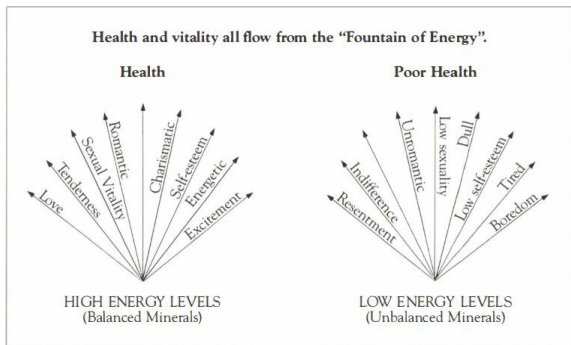 Health and vitality all flow from the “Fountain of Energy”.
Health
Poor Health
Love
Tenderness
Sexual Vitality
Romantic
Charismatic
Self-esteem
Energetic
Excitement
Resentment
Indifference
Unromantic
Low sexuality
Dull
Low self-esteem
Tired
Boredom
HIGH ENERGY LEVELS
(Balanced Minerals)
LOW ENERGY LEVELS
(Unbalanced Minerals)